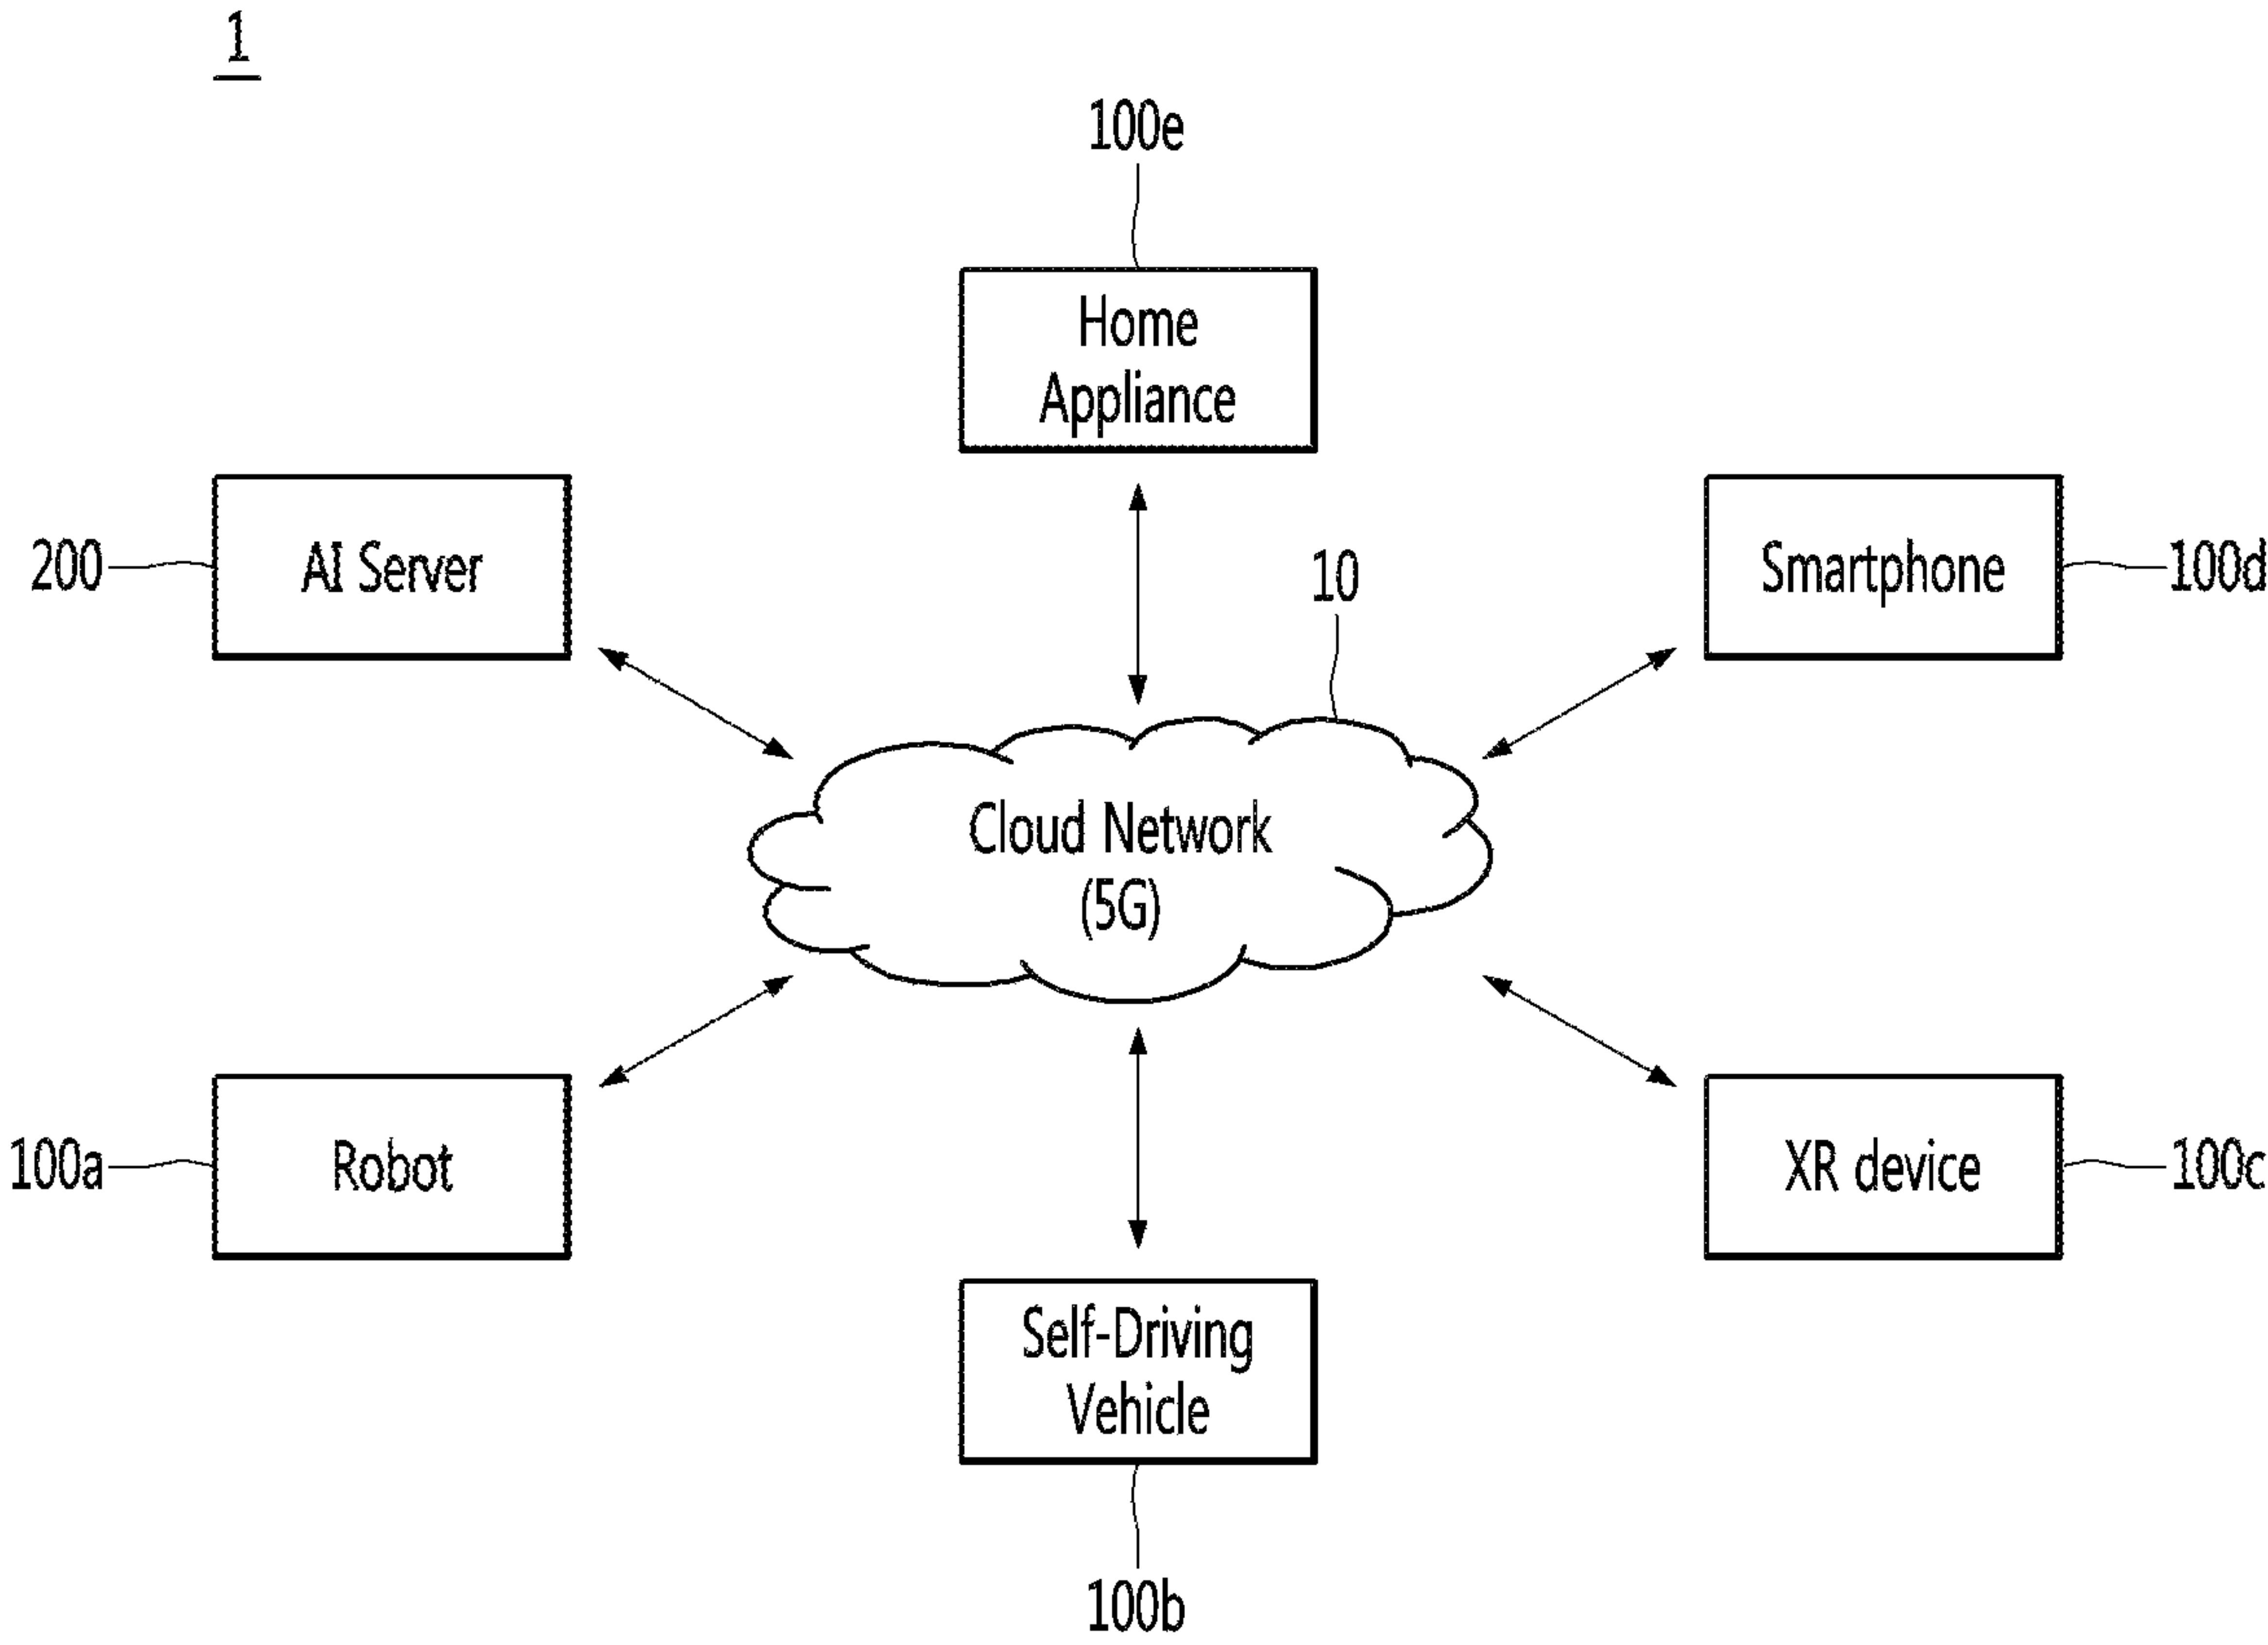 1
100e
Home
Appliance
200
AI Server
10
Smartphone
100d
Cloud Network
(5G)
100a
Robot
XR device
100c
Self-Driving
Vehicle
100b